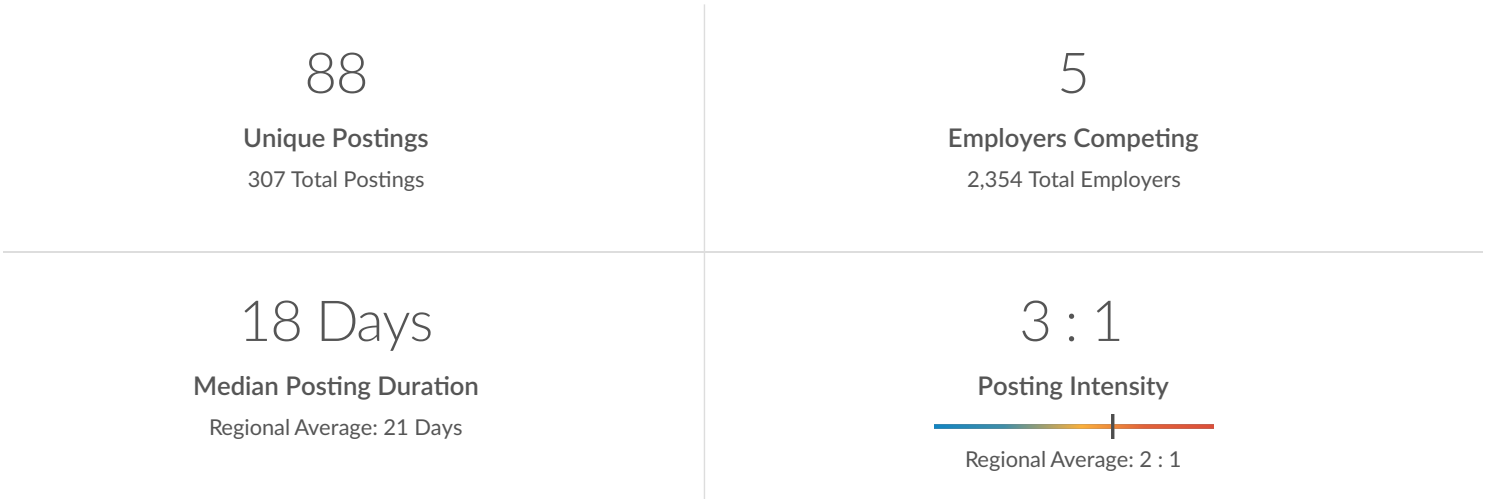 88
Unique Postings
307 Total Postings
5
Employers Competing
2,354 Total Employers
18 Days
Median Posting Duration
Regional Average: 21 Days
3 : 1
Posting Intensity
Regional Average: 2 : 1